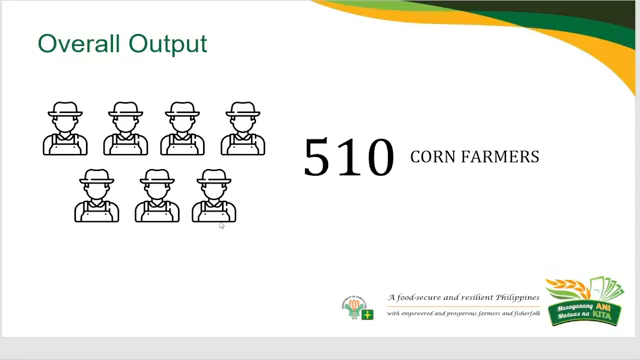 Overall Output
510 CORN FARMERS
A food-secure and resilient Philippines
with empowered and prosperous farmers and fisherfolk
Masaganang ANI
Mataas na KITA